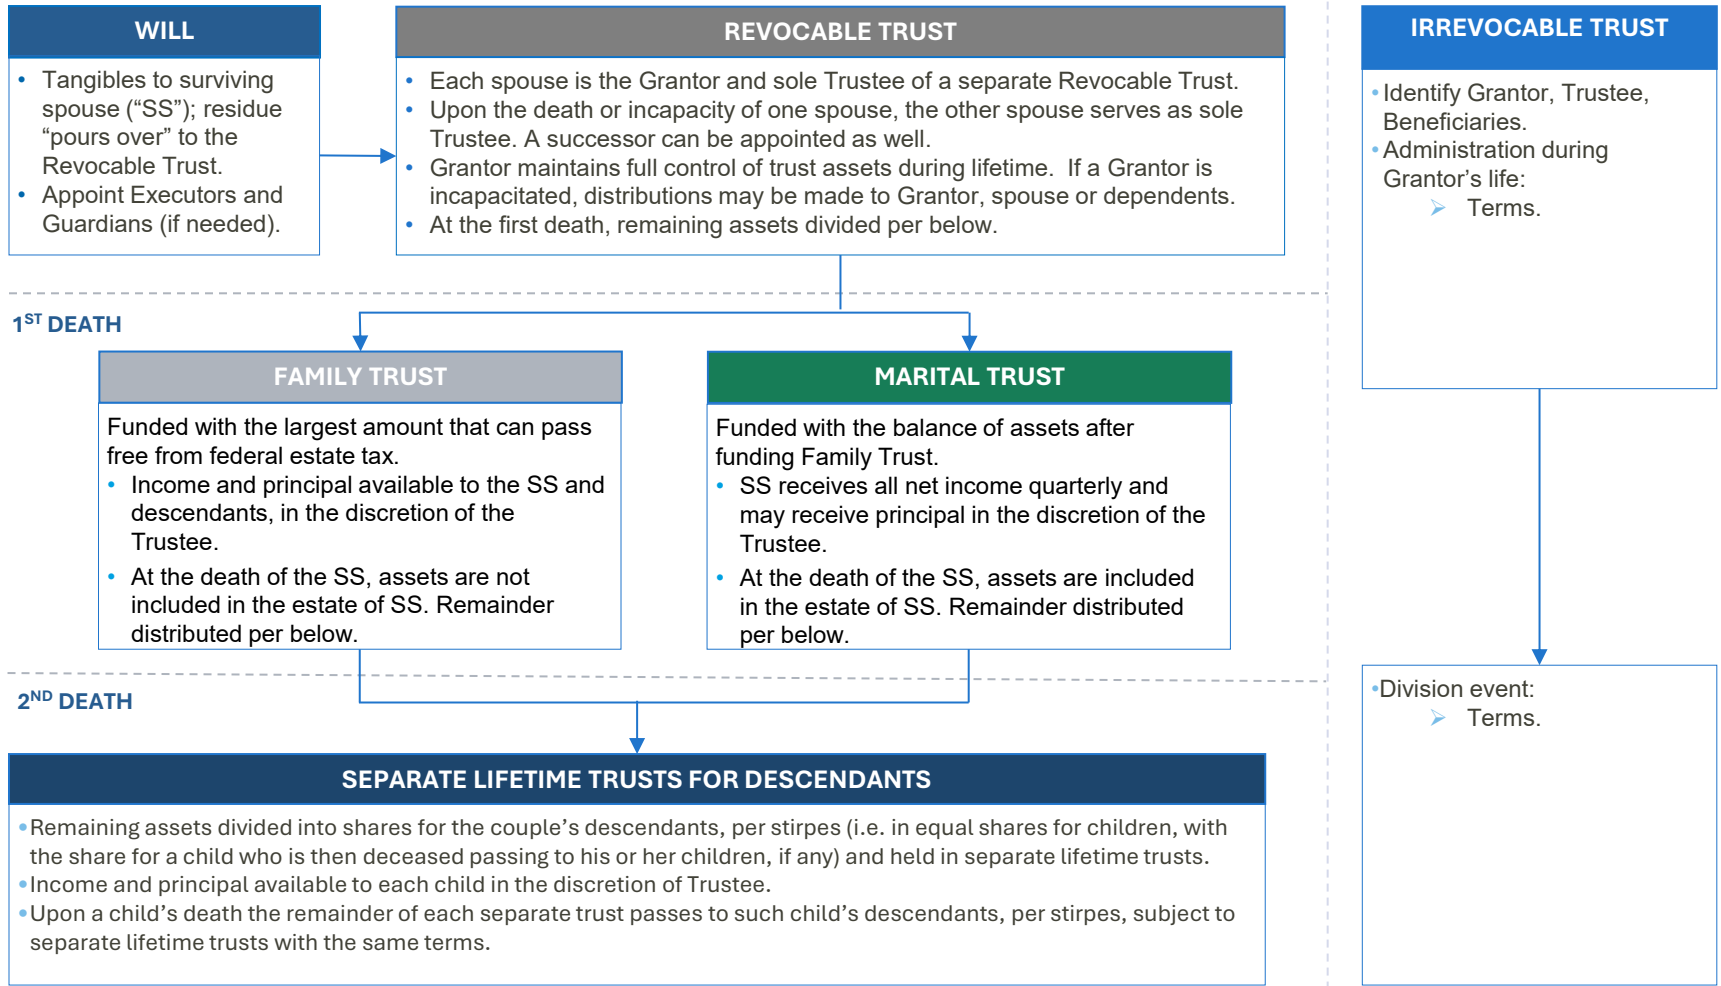 WILL
• Tangibles to surviving
spouse (“SS”); residue
“pours over” to the
Revocable Trust.
• Appoint Executors and
Guardians (if needed).
REVOCABLE TRUST
• Each spouse is the Grantor and sole Trustee of a separate Revocable Trust.
• Upon the death or incapacity of one spouse, the other spouse serves as sole
Trustee. A successor can be appointed as well.
• Grantor maintains full control of trust assets during lifetime.  If a Grantor is
incapacitated, distributions may be made to Grantor, spouse or dependents.
• At the first death, remaining assets divided per below.
IRREVOCABLE TRUST
• Identify Grantor, Trustee,
Beneficiaries.
• Administration during
Grantor’s life:
➢ Terms.
1ST DEATH
FAMILY TRUST
Funded with the largest amount that can pass
free from federal estate tax.
• Income and principal available to the SS and
descendants, in the discretion of the
Trustee.
• At the death of the SS, assets are not
included in the estate of SS. Remainder
distributed per below.
MARITAL TRUST
Funded with the balance of assets after
funding Family Trust.
• SS receives all net income quarterly and
may receive principal in the discretion of the
Trustee.
• At the death of the SS, assets are included
in the estate of SS. Remainder distributed
per below.
2ND DEATH
• Division event:
➢ Terms.
SEPARATE LIFETIME TRUSTS FOR DESCENDANTS
• Remaining assets divided into shares for the couple’s descendants, per stirpes (i.e. in equal shares for children, with
the share for a child who is then deceased passing to his or her children, if any) and held in separate lifetime trusts.
• Income and principal available to each child in the discretion of Trustee.
• Upon a child’s death the remainder of each separate trust passes to such child’s descendants, per stirpes, subject to
separate lifetime trusts with the same terms.